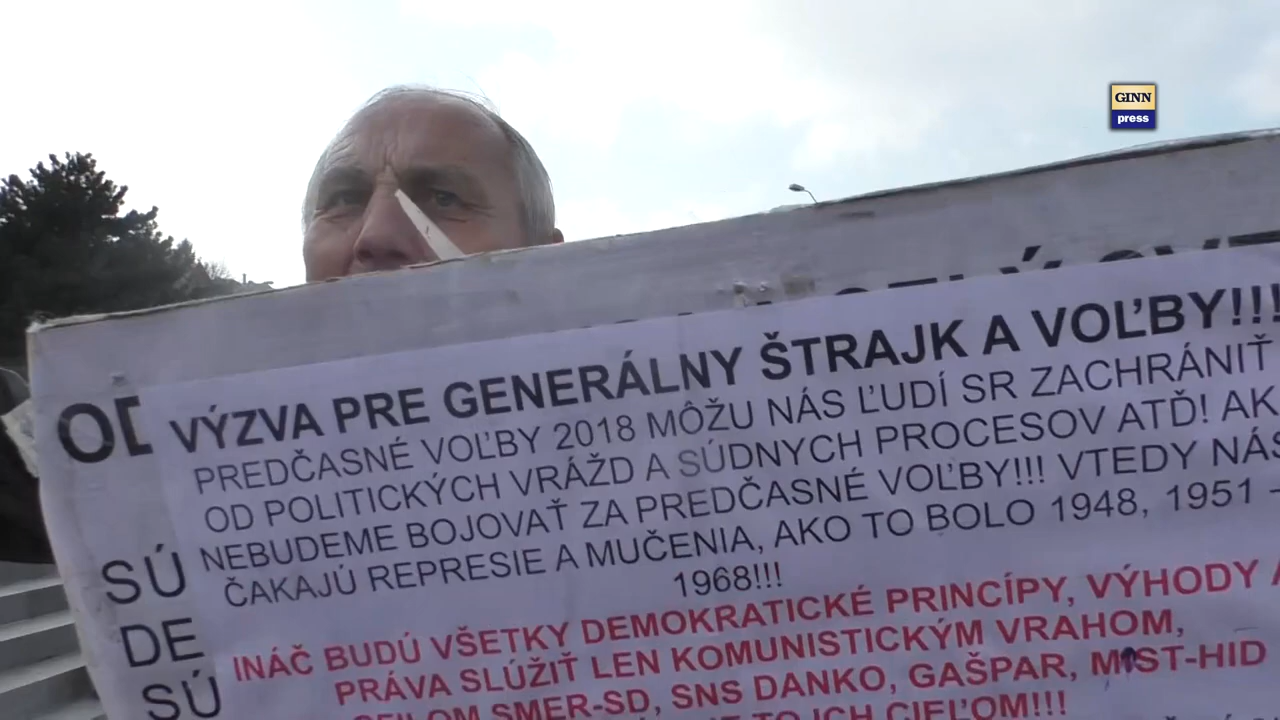 GINN
press
VÝZVA PRE GENERÁLNY ŠTRAJK A VOĽBY!!!
PREDČASNÉ VOĽBY 2018 MÔŽU NÁS ĽUDÍ SR ZACHRÁNIŤ
OD POLITICKÝCH VRÁŽD A SÚDNYCH PROCESOV ATĎ! AK
NEBUDEME BOJOVAŤ ZA PREDČASNÉ VOĽBY!!! VTEDY NÁS
ČAKAJÚ REPRESIE A MUČENIA, AKO TO BOLO 1948, 1951 -
1968!!!
INÁČ BUDÚ VŠETKY DEMOKRATICKÉ PRINCÍPY, VÝHODY A
PRÁVA SLÚŽIŤ LEN KOMUNISTICKÝM VRAHOM,
SMER-SD, SNS DANKO, GAŠPAR, MOST-HID
TO ICH CIEĽOM!!!
SÚ
DE
SÚ